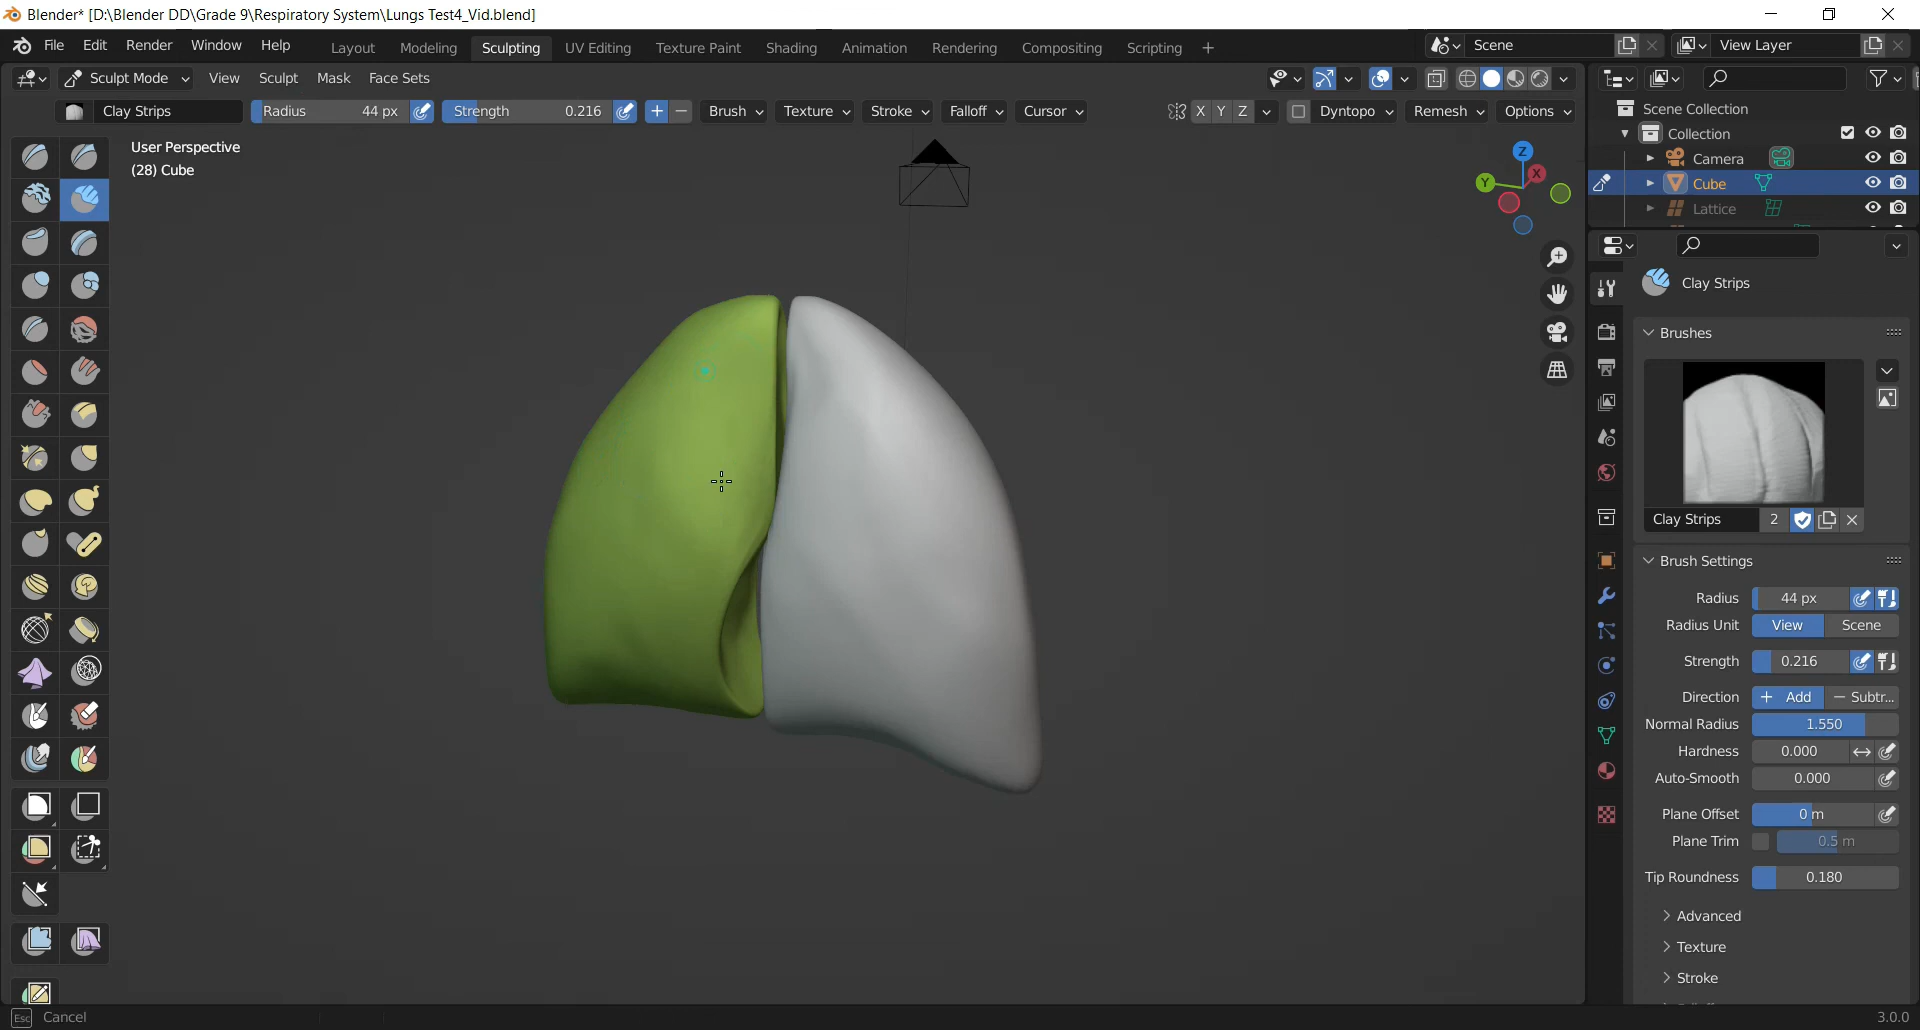 Blender* [D:\Blender DD\Grade 9\Respiratory System\Lungs Test4_Vid.blend]
File Edit Render Window Help Layout Modeling Sculpting UV Editing Texture Paint Shading Animation Rendering Compositing Scripting + Scene View Layer
Sculpt Mode View Sculpt Mask Face Sets
Clay Strips Radius 44 px Strength 0.216 + − Brush Texture Stroke Falloff Cursor X Y Z Dyntopo Remesh Options
User Perspective
(28) Cube
Z
X
Y
Scene Collection
Collection
Camera
Cube
Lattice
Clay Strips
Brushes
Clay Strips 2
Brush Settings
Radius 44 px
Radius Unit View Scene
Strength 0.216
Direction + Add − Subtr...
Normal Radius 1.550
Hardness 0.000
Auto-Smooth 0.000
Plane Offset 0 m
Plane Trim 0.5 m
Tip Roundness 0.180
Advanced
Texture
Stroke
Esc Cancel
3.0.0